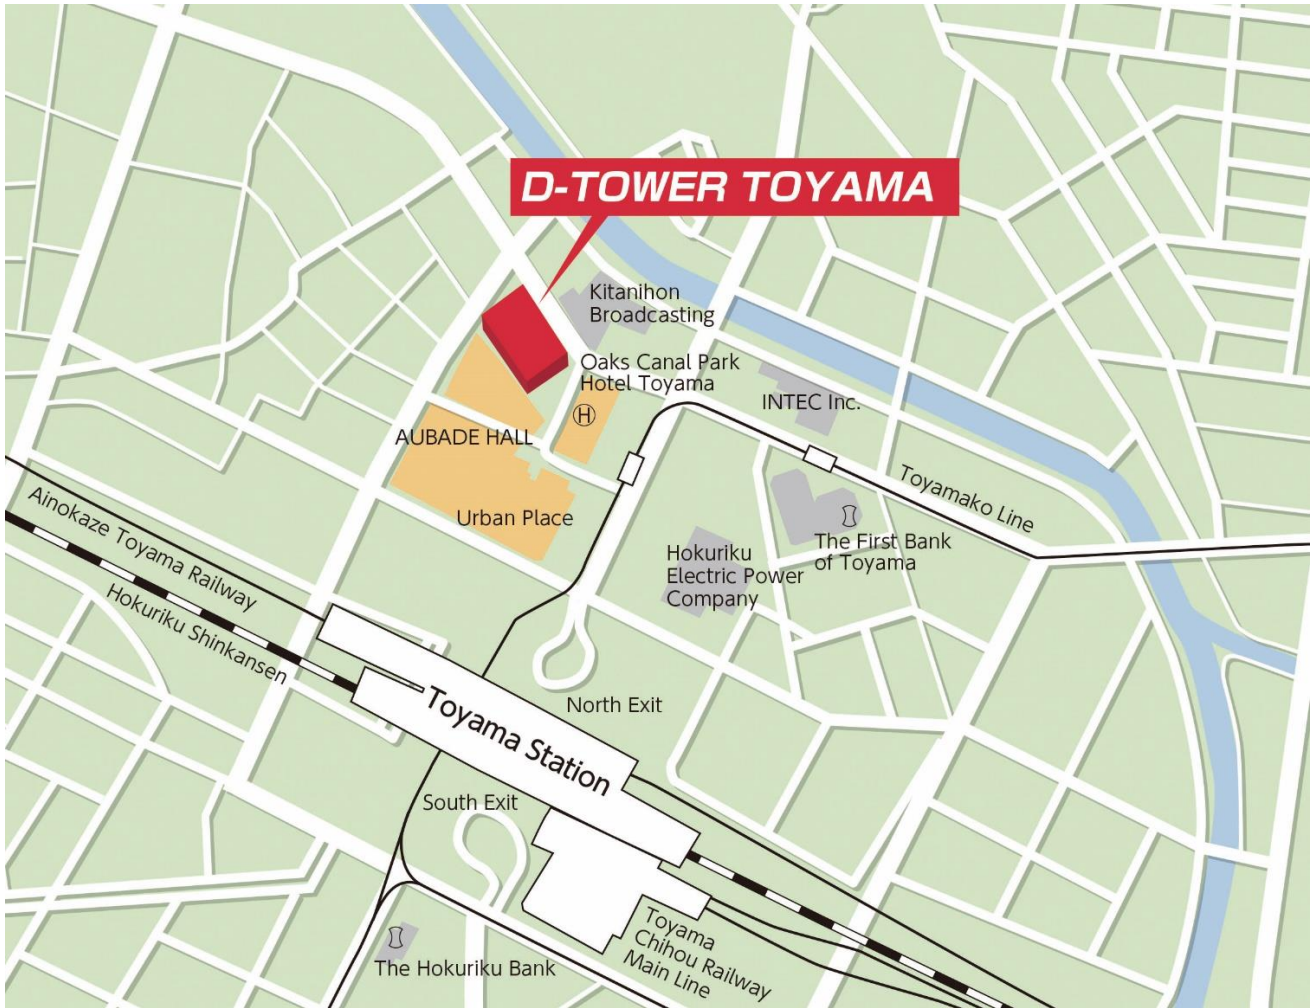 D-TOWER TOYAMA
Kitanihon
Broadcasting
Oaks Canal Park
Hotel Toyama
H
INTEC Inc.
AUBADE HALL
Toyamako Line
Urban Place
The First Bank
of Toyama
Hokuriku
Electric Power
Company
Ainokaze Toyama Railway
Hokuriku Shinkansen
North Exit
Toyama Station
South Exit
Toyama
Chihou Railway
Main Line
The Hokuriku Bank